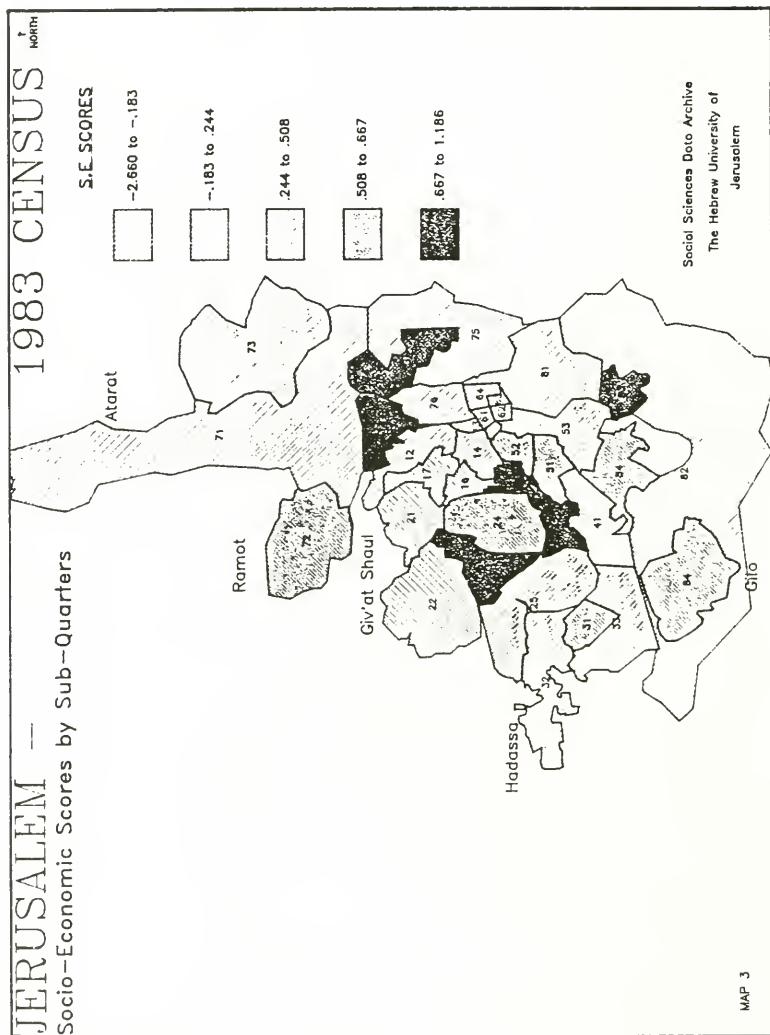 JERUSALEM — 1983 CENSUS
NORTH
Socio-Economic Scores by Sub-Quarters
S.E. SCORES
-2.660 to -.183
-.183 to .244
.244 to .508
.508 to .667
.667 to 1.186
Atarat
Ramot
Giv'at Shaul
Hadassa
Gilo
71
73
72
75
76
12
17
21
22
16
14
24
61
64
62
52
51
53
81
54
82
41
25
31
33
32
84
Social Sciences Data Archive
The Hebrew University of
Jerusalem
MAP 3